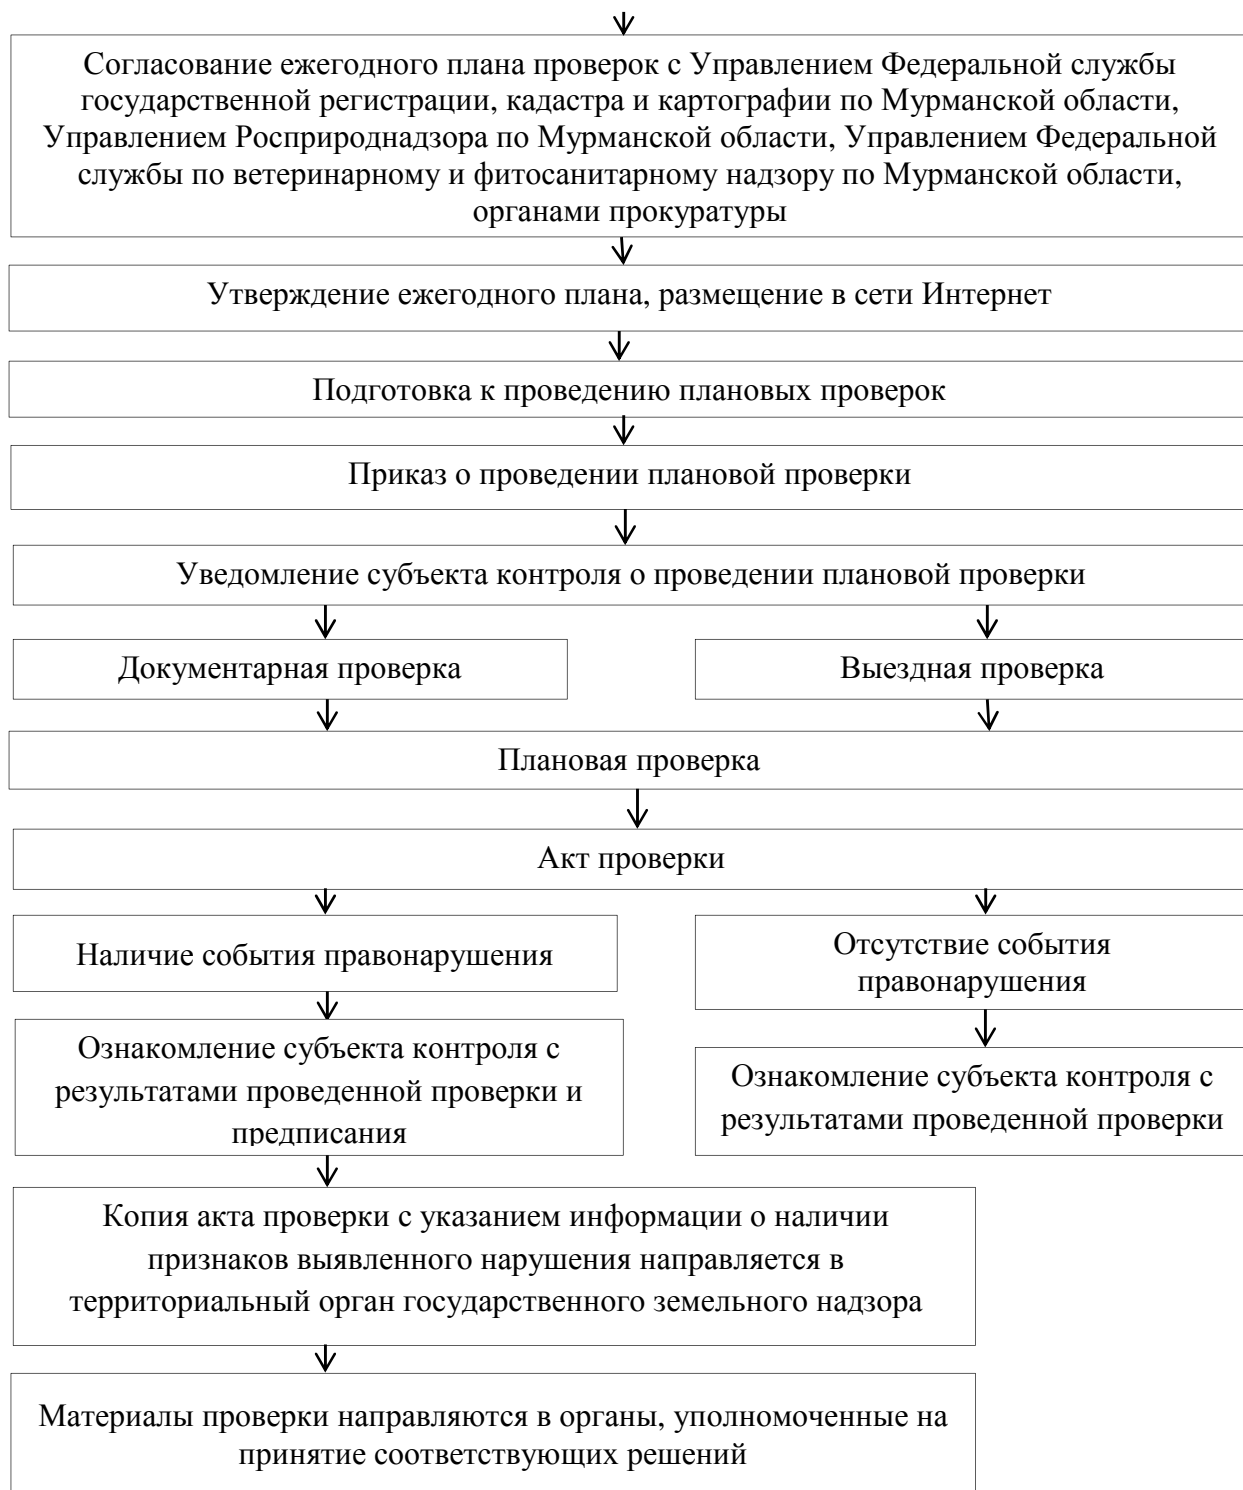 Согласование ежегодного плана проверок с Управлением Федеральной службы
государственной регистрации, кадастра и картографии по Мурманской области,
Управлением Росприроднадзора по Мурманской области, Управлением Федеральной
службы по ветеринарному и фитосанитарному надзору по Мурманской области,
органами прокуратуры
Утверждение ежегодного плана, размещение в сети Интернет
Подготовка к проведению плановых проверок
Приказ о проведении плановой проверки
Уведомление субъекта контроля о проведении плановой проверки
Документарная проверка
Выездная проверка
Плановая проверка
Акт проверки
Наличие события правонарушения
Отсутствие события
правонарушения
Ознакомление субъекта контроля с
результатами проведенной проверки и
предписания
Ознакомление субъекта контроля с
результатами проведенной проверки
Копия акта проверки с указанием информации о наличии
признаков выявленного нарушения направляется в
территориальный орган государственного земельного надзора
Материалы проверки направляются в органы, уполномоченные на
принятие соответствующих решений